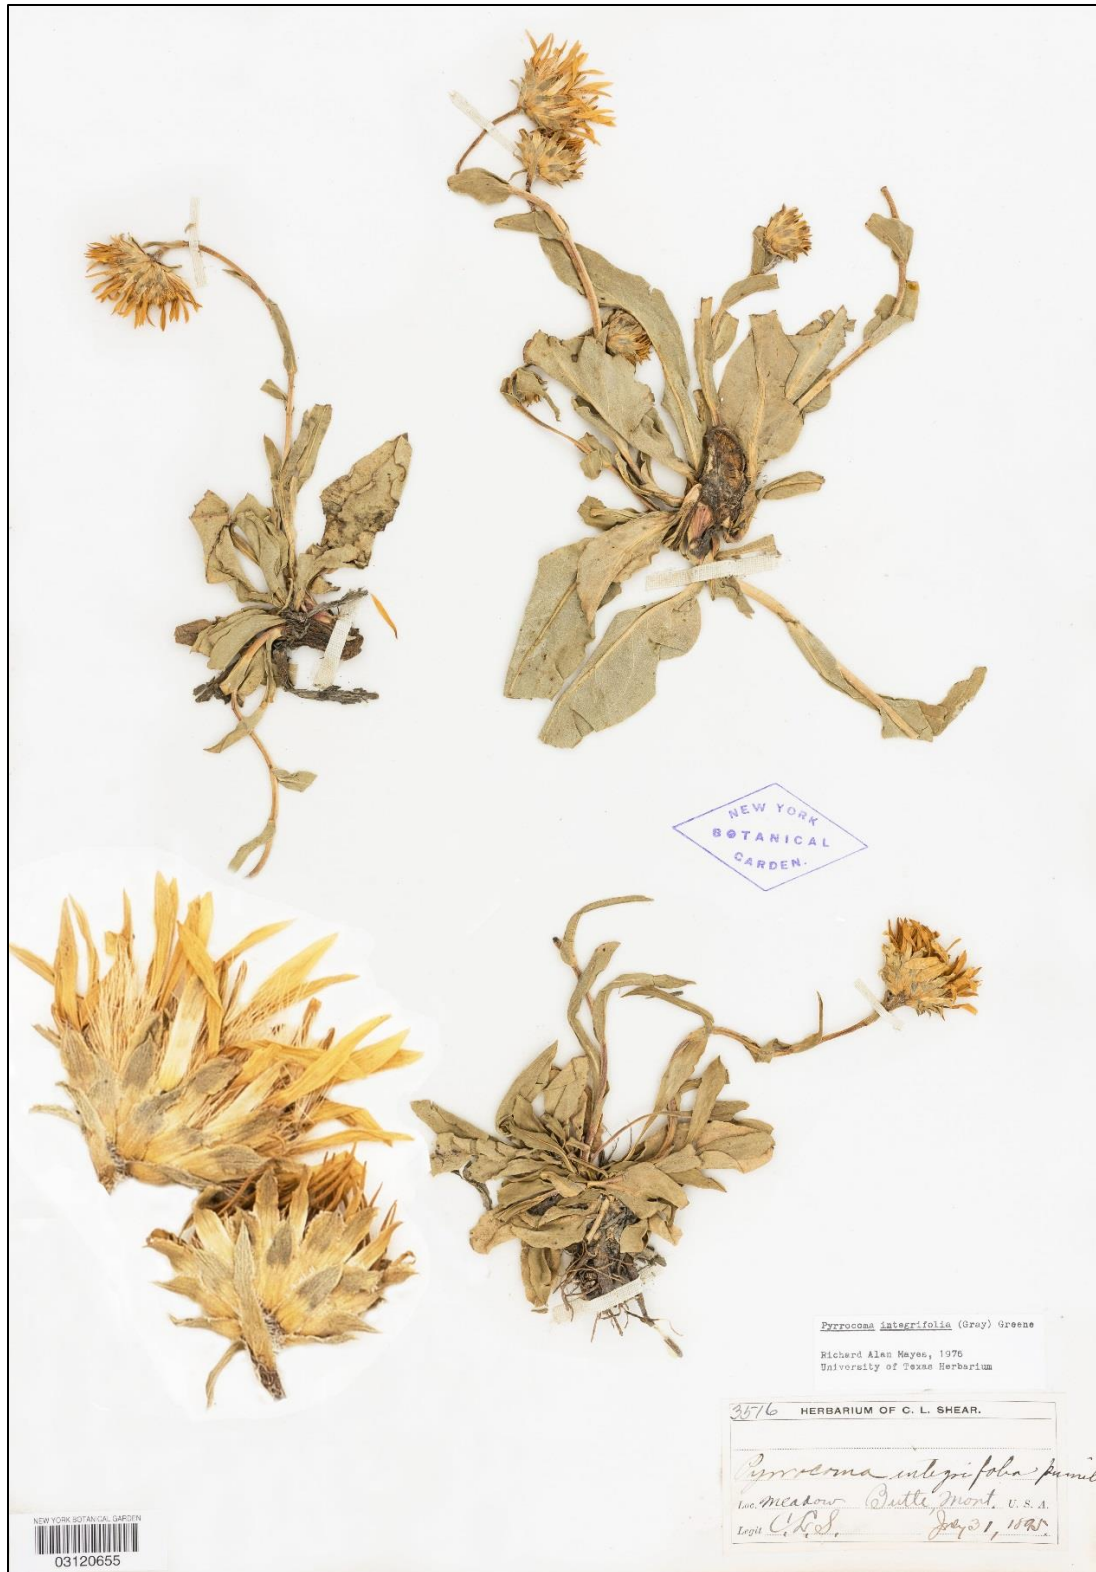 NEW YORK
BOTANICAL
GARDEN.
Pyrrocoma integrifolia (Gray) Greene
Richard Alan Mayes, 1976
University of Texas Herbarium
3516 HERBARIUM OF C. L. SHEAR.
Pyrrocoma integrifolia
Loc. Meadow Butte, Mont. U. S. A.
Legit C. L. S. July 31, 1895.
NEW YORK BOTANICAL GARDEN
03120655